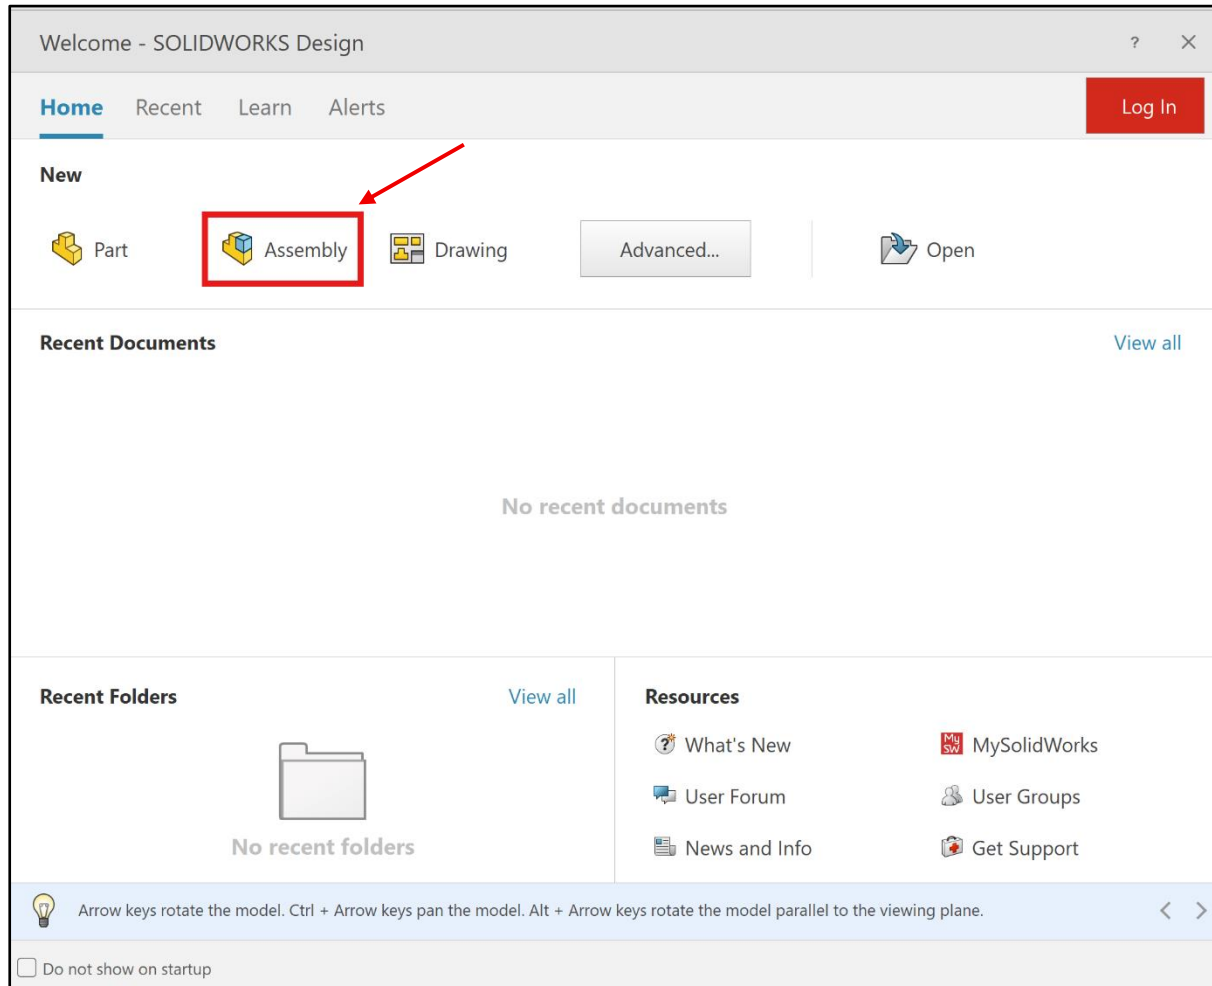 Welcome - SOLIDWORKS Design
?
Home Recent Learn Alerts
Log In
New
Part Assembly Drawing Advanced... Open
Recent Documents View all
No recent documents
Recent Folders View all
No recent folders
Resources
What's New
My SW MySolidWorks
User Forum
User Groups
News and Info
Get Support
Arrow keys rotate the model. Ctrl + Arrow keys pan the model. Alt + Arrow keys rotate the model parallel to the viewing plane.
Do not show on startup